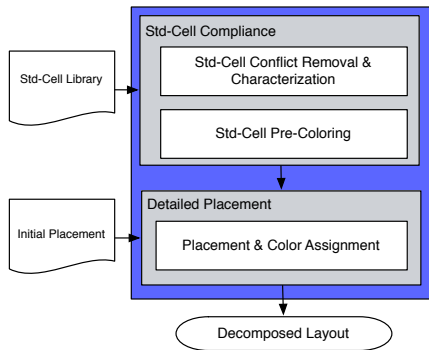 Std-Cell Compliance
Std-Cell Library
Std-Cell Conflict Removal &
Characterization
Std-Cell Pre-Coloring
Detailed Placement
Initial Placement
Placement & Color Assignment
Decomposed Layout